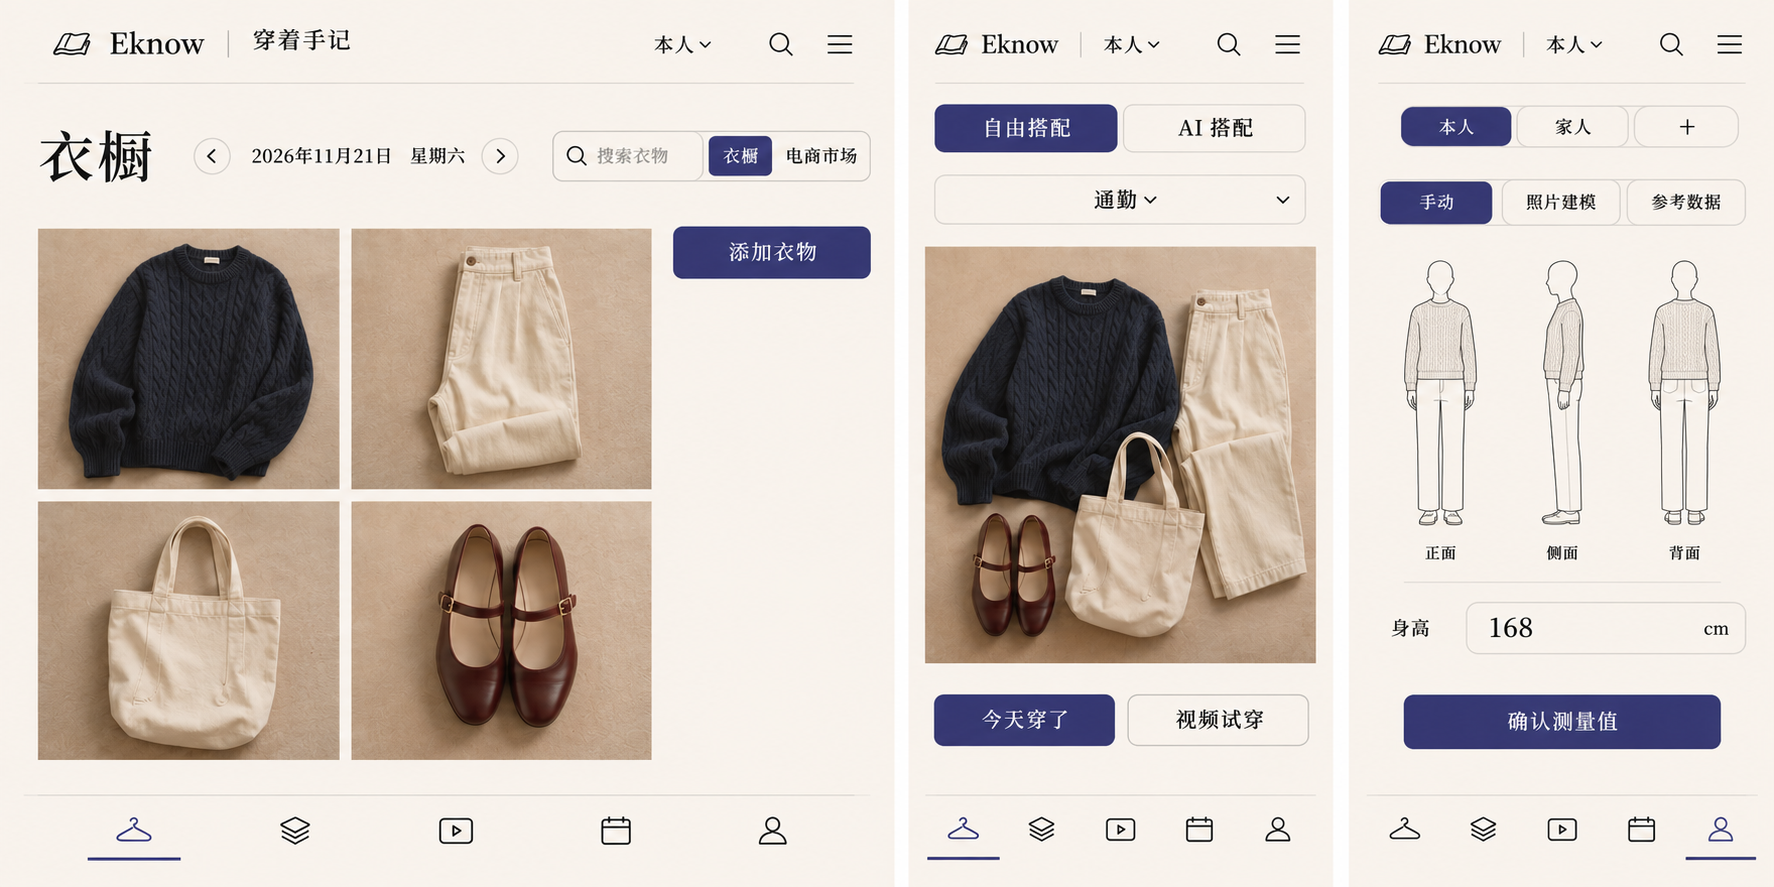 Eknow
穿着手记
本人
衣橱
2026年11月21日 星期六
搜索衣物
衣橱
电商市场
添加衣物
Eknow
本人
自由搭配
AI 搭配
通勤
今天穿了
视频试穿
Eknow
本人
本人
家人
+
手动
照片建模
参考数据
正面
侧面
背面
身高
168
cm
确认测量值